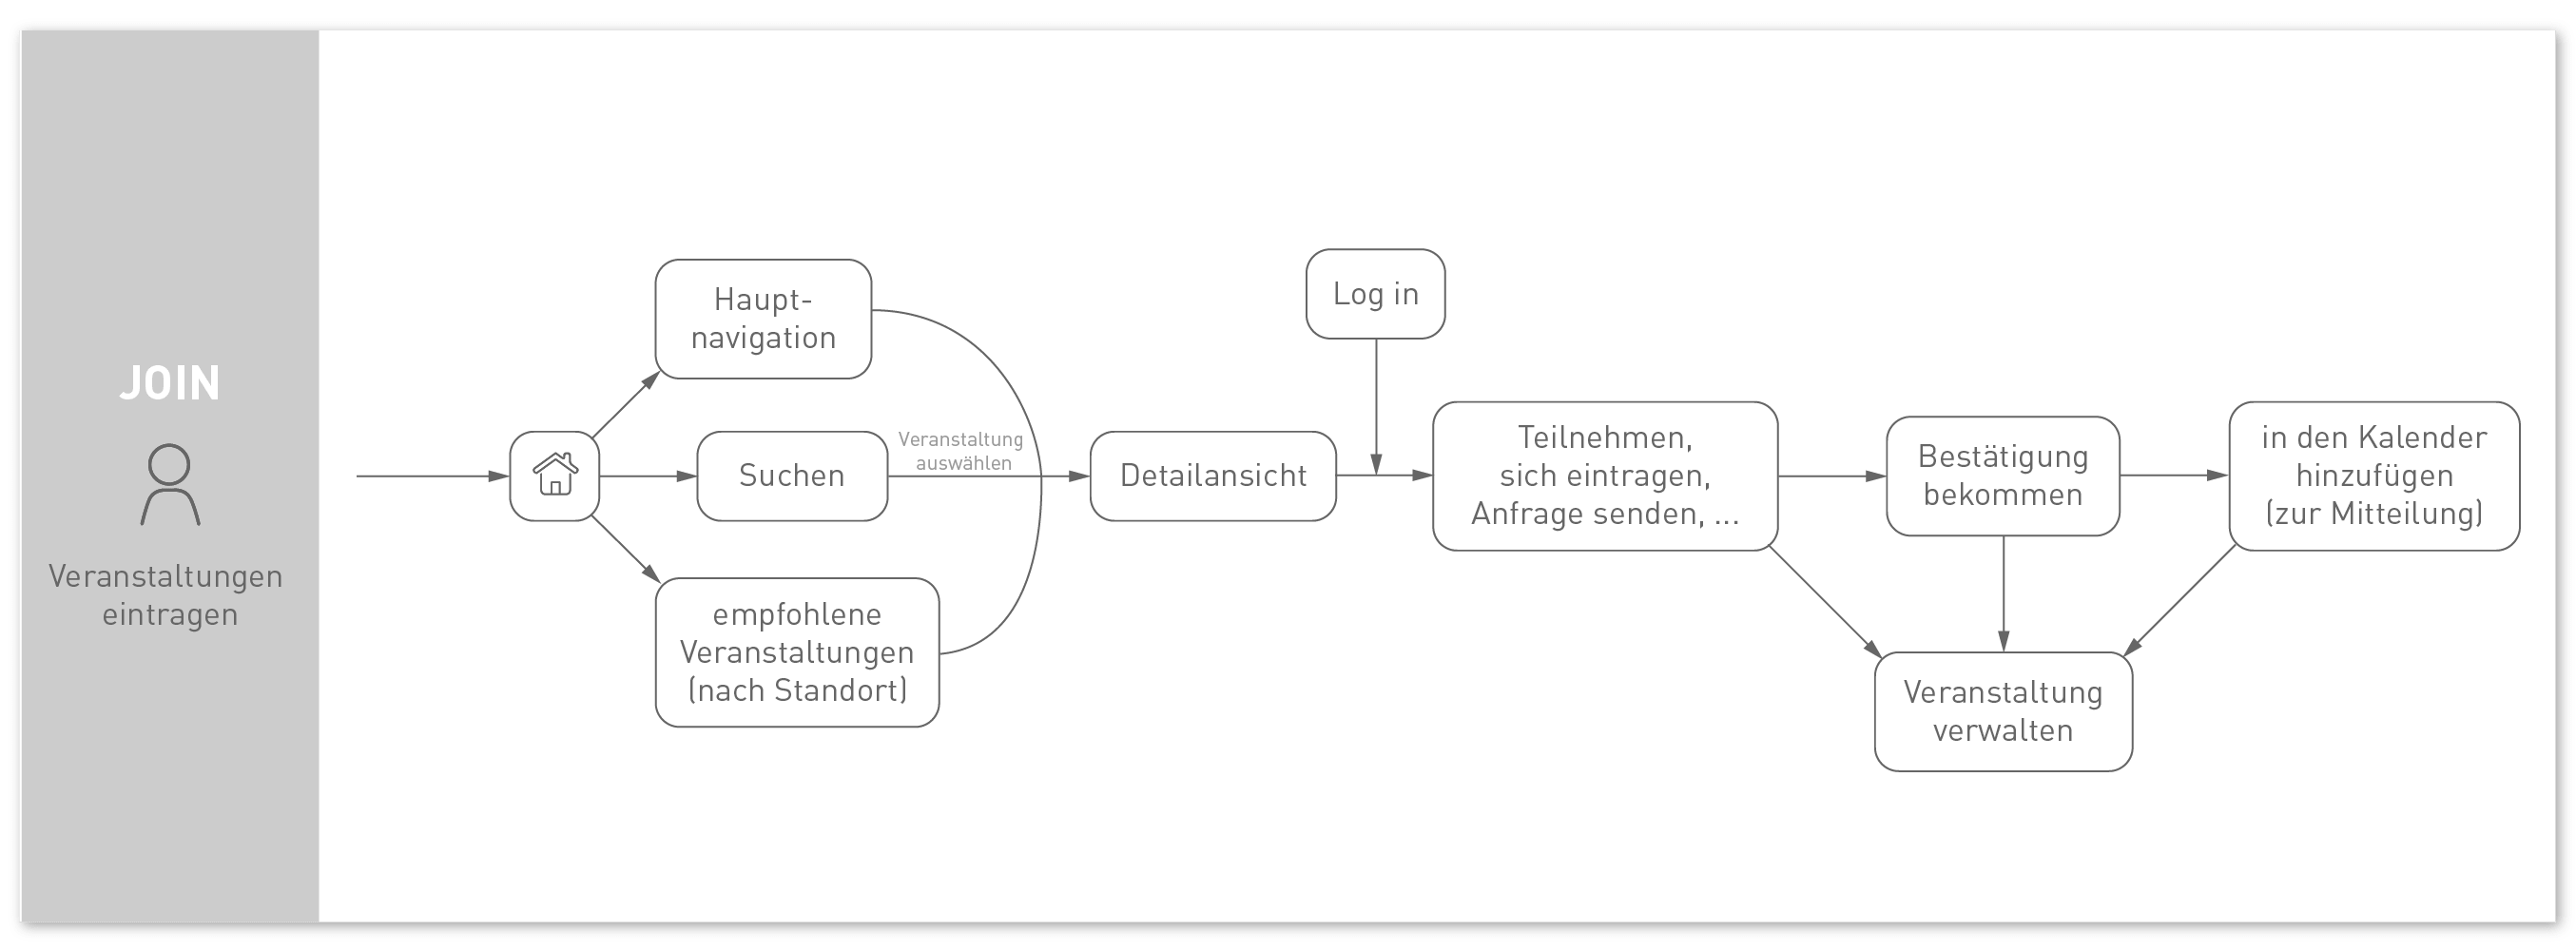 JOIN
Veranstaltungen
eintragen
Haupt-
navigation
Suchen
empfohlene
Veranstaltungen
(nach Standort)
Veranstaltung
auswählen
Detailansicht
Log in
Teilnehmen,
sich eintragen,
Anfrage senden, ...
Bestätigung
bekommen
in den Kalender
hinzufügen
(zur Mitteilung)
Veranstaltung
verwalten